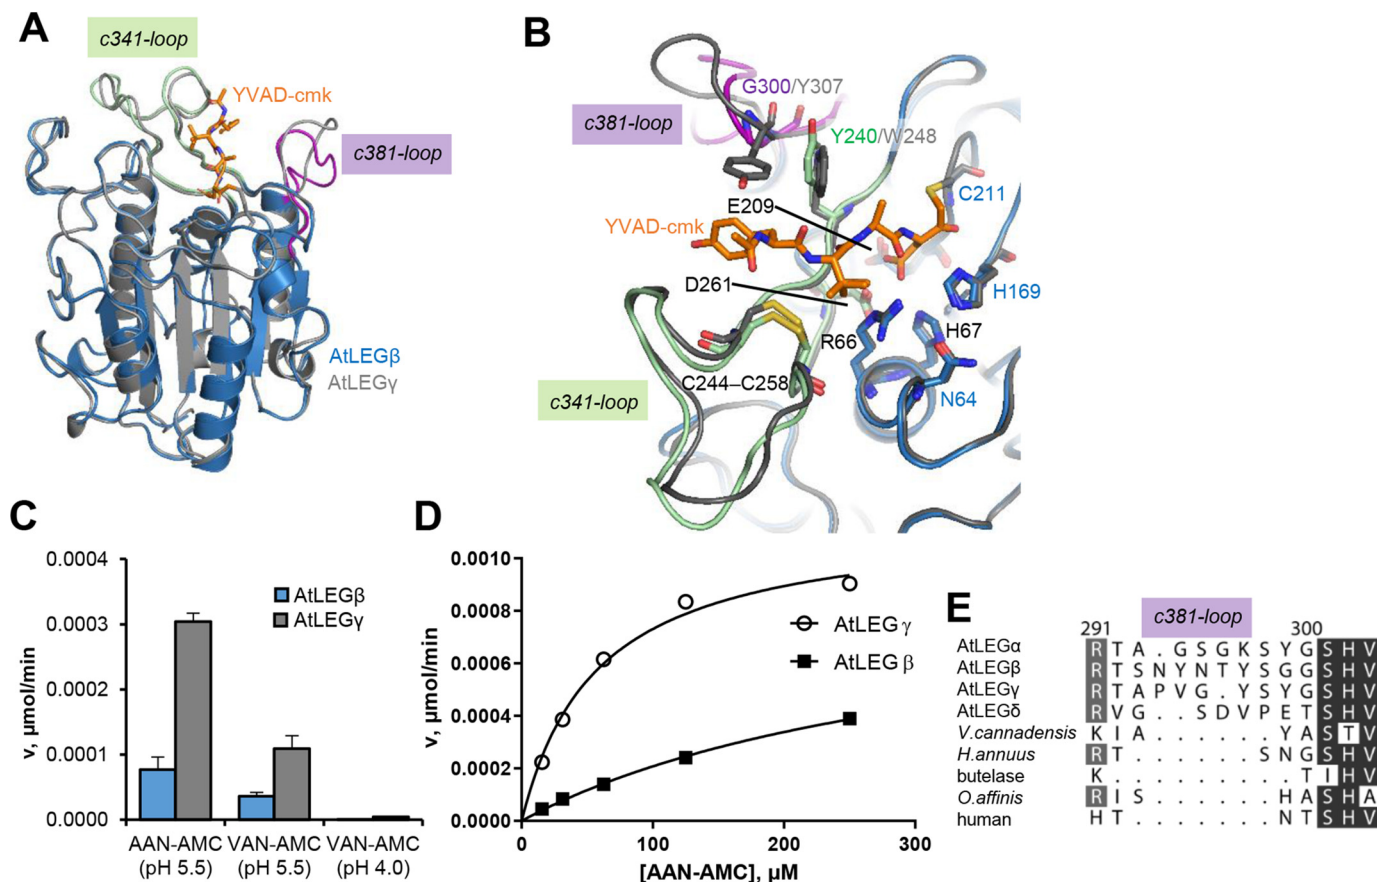 A
c341-loop
YVAD-cmk
c381-loop
AtLEGβ
AtLEGγ
B
G300/Y307
c381-loop
Y240/W248
E209
C211
YVAD-cmk
D261
H169
R66
H67
C244–C258
c341-loop
N64
C
0.0004
0.0003
0.0002
0.0001
0.0000
v, µmol/min
AtLEGβ
AtLEGγ
AAN-AMC
(pH 5.5)
VAN-AMC
(pH 5.5)
VAN-AMC
(pH 4.0)
D
0.0010
0.0008
0.0006
0.0004
0.0002
0.0000
v, µmol/min
AtLEG γ
AtLEG β
0
100
200
300
[AAN-AMC], µM
E
c381-loop
291
300
AtLEGα R T A . G S G K S Y G S H V
AtLEGβ R T S N Y N T Y S G G S H V
AtLEGγ R T A P V G . Y S Y G S H V
AtLEGδ R V G . . S D V P E T S H V
V.cannadensis K I A . . . . . . Y A S T V
H.annuus R T . . . . . . S N G S H V
butelase K . . . . . . . . . T I H V
O.affinis R I S . . . . . . H A S H A
human H T . . . . . . . N T S H V